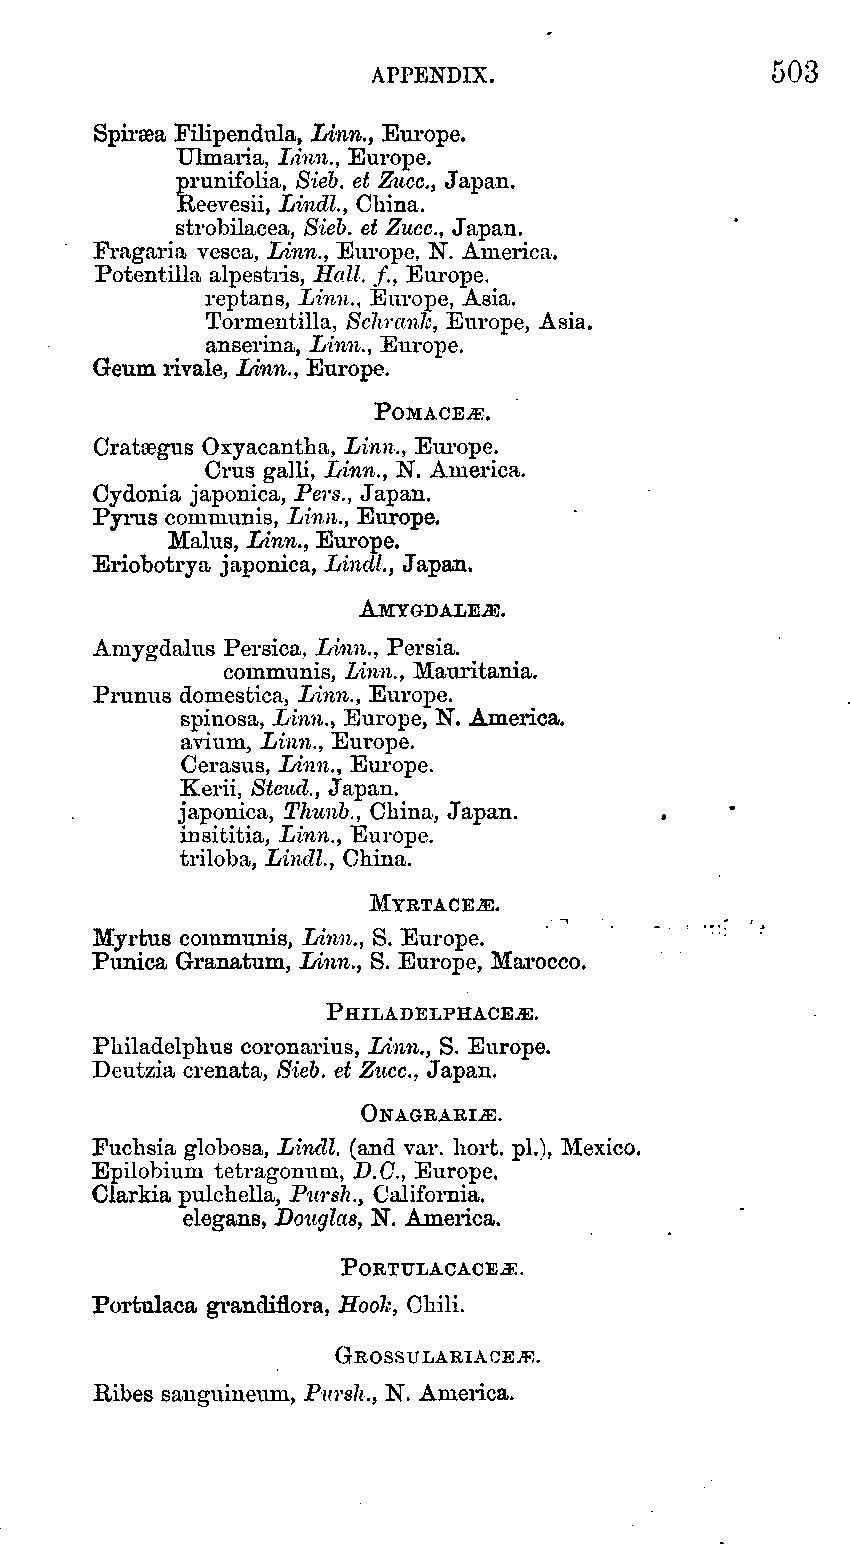 APPENDIX. 503
Spiræa Filipendula, Linn., Europe.
Ulmaria, Linn., Europe.
prunifolia, Sieb. et Zucc., Japan.
Reevesii, Lindl., China.
strobilacea, Sieb. et Zucc., Japan.
Fragaria vesca, Linn., Europe, N. America.
Potentilla alpestris, Hall. f., Europe.
reptans, Linn., Europe, Asia.
Tormentilla, Schrank, Europe, Asia.
anserina, Linn., Europe.
Geum rivale, Linn., Europe.
POMACEÆ.
Cratægus Oxyacantha, Linn., Europe.
Crus galli, Linn., N. America.
Cydonia japonica, Pers., Japan.
Pyrus communis, Linn., Europe.
Malus, Linn., Europe.
Eriobotrya japonica, Lindl., Japan.
AMYGDALEÆ.
Amygdalus Persica, Linn., Persia.
communis, Linn., Mauritania.
Prunus domestica, Linn., Europe.
spinosa, Linn., Europe, N. America.
avium, Linn., Europe.
Cerasus, Linn., Europe.
Kerii, Steud., Japan.
japonica, Thunb., China, Japan.
insititia, Linn., Europe.
triloba, Lindl., China.
MYRTACEÆ.
Myrtus communis, Linn., S. Europe.
Punica Granatum, Linn., S. Europe, Marocco.
PHILADELPHACEÆ.
Philadelphus coronarius, Linn., S. Europe.
Deutzia crenata, Sieb. et Zucc., Japan.
ONAGRARIÆ.
Fuchsia globosa, Lindl. (and var. hort. pl.), Mexico.
Epilobium tetragonum, D.C., Europe.
Clarkia pulchella, Pursh., California.
elegans, Douglas, N. America.
PORTULACACEÆ.
Portulaca grandiflora, Hook, Chili.
GROSSULARIACEÆ.
Ribes sanguineum, Pursh., N. America.